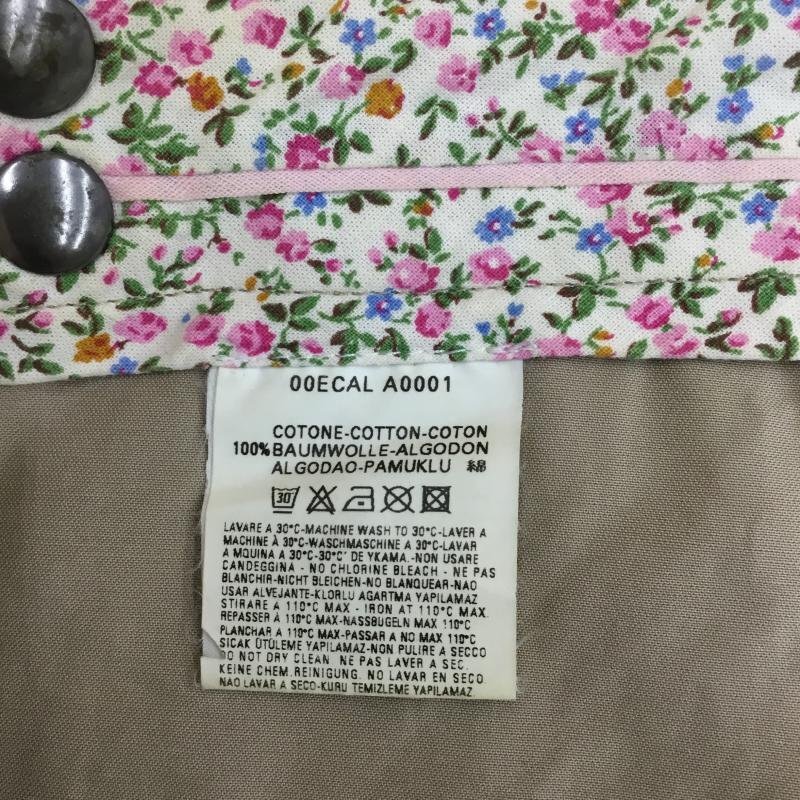 00ECAL A0001
COTONE-COTTON-COTON
100% BAUMWOLLE-ALGODON
ALGODAO-PAMUKLU 綿
30°
LAVARE A 30°C-MACHINE WASH TO 30°C-LAVER A
MACHINE À 30°C-WASCHMASCHINE A 30°C-LAVAR
A MQUINA A 30°C-30°C' DE YKAMA.-NON USARE
CANDEGGINA - NO CHLORINE BLEACH - NE PAS
BLANCHIR-NICHT BLEICHEN-NO BLANQUEAR-NAO
USAR ALVEJANTE-KLORLU AGARTMA YAPILAMAZ
STIRARE A 110°C MAX - IRON AT 110°C MAX.
REPASSER À 110°C MAX-NASSBUGELN MAX 110°C
PLANCHAR A 110°C MAX-PASSAR A NO MAX 110°C
SICAK ÜTÜLEME YAPILAMAZ-NON PULIRE A SECCO
DO NOT DRY CLEAN. NE PAS LAVER A SEC.
KEINE CHEM.REINIGUNG. NO LAVAR EN SECO
NAO LAVAR A SECO-KURU TEMIZLEME YAPILAMAZ